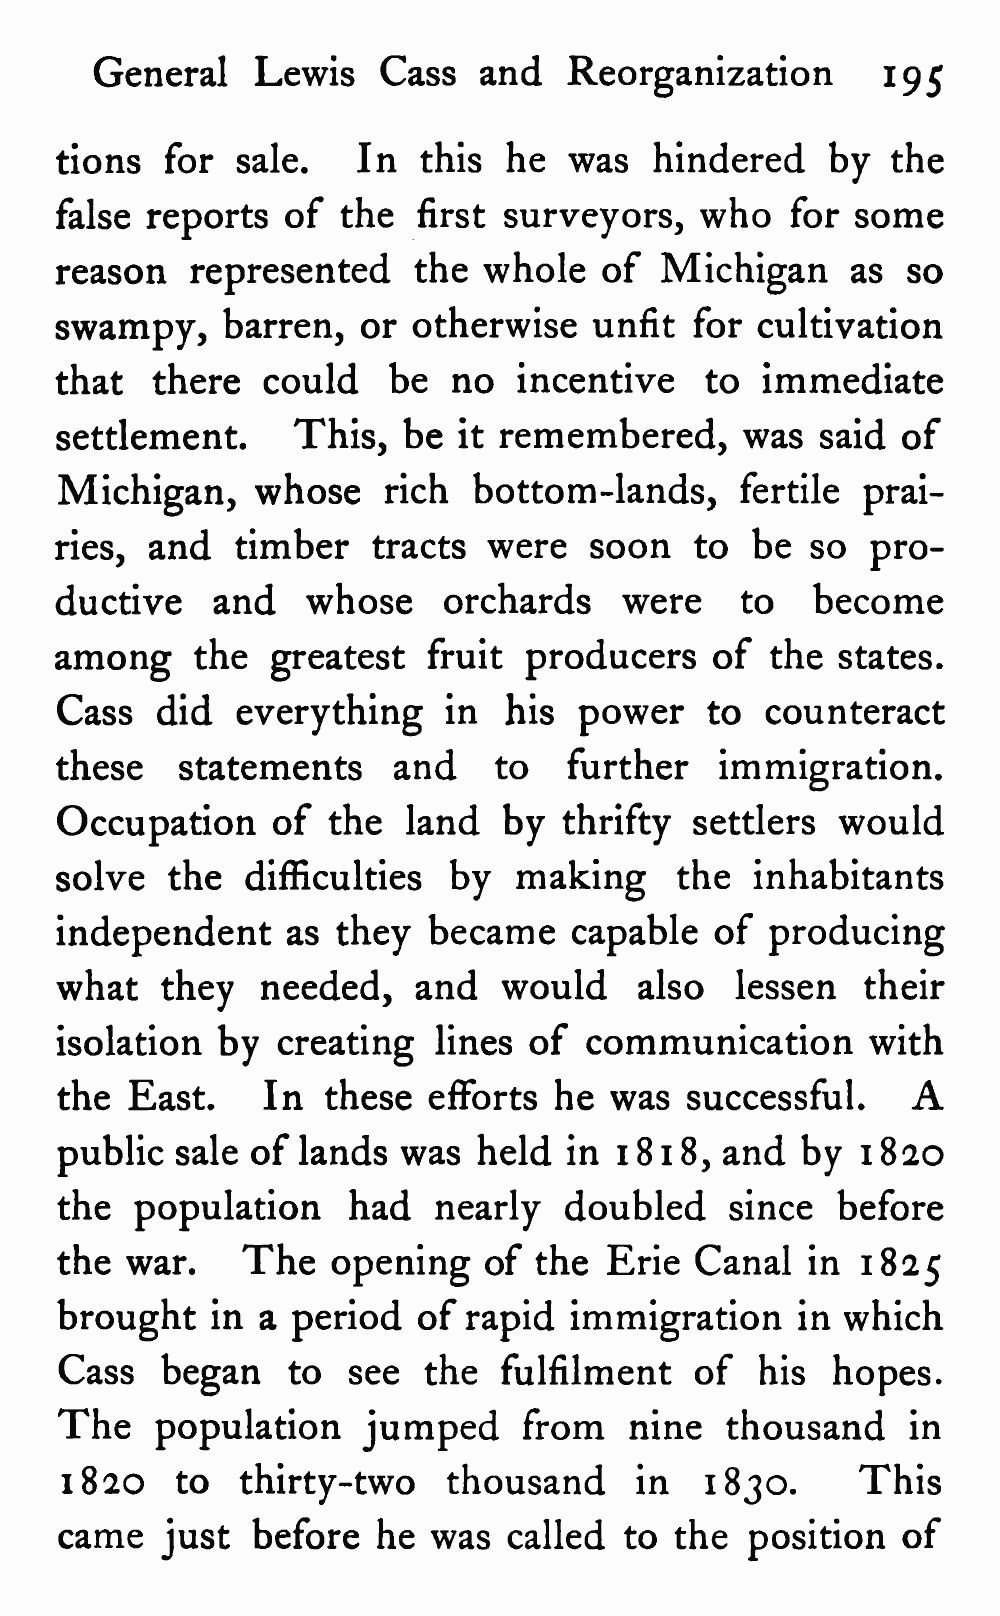 General Lewis Cass and Reorganization 195
tions for sale. In this he was hindered by the
false reports of the first surveyors, who for some
reason represented the whole of Michigan as so
swampy, barren, or otherwise unfit for cultivation
that there could be no incentive to immediate
settlement. This, be it remembered, was said of
Michigan, whose rich bottom-lands, fertile prai-
ries, and timber tracts were soon to be so pro-
ductive and whose orchards were to become
among the greatest fruit producers of the states.
Cass did everything in his power to counteract
these statements and to further immigration.
Occupation of the land by thrifty settlers would
solve the difficulties by making the inhabitants
independent as they became capable of producing
what they needed, and would also lessen their
isolation by creating lines of communication with
the East. In these efforts he was successful. A
public sale of lands was held in 1818, and by 1820
the population had nearly doubled since before
the war. The opening of the Erie Canal in 1825
brought in a period of rapid immigration in which
Cass began to see the fulfilment of his hopes.
The population jumped from nine thousand in
1820 to thirty-two thousand in 1830. This
came just before he was called to the position of